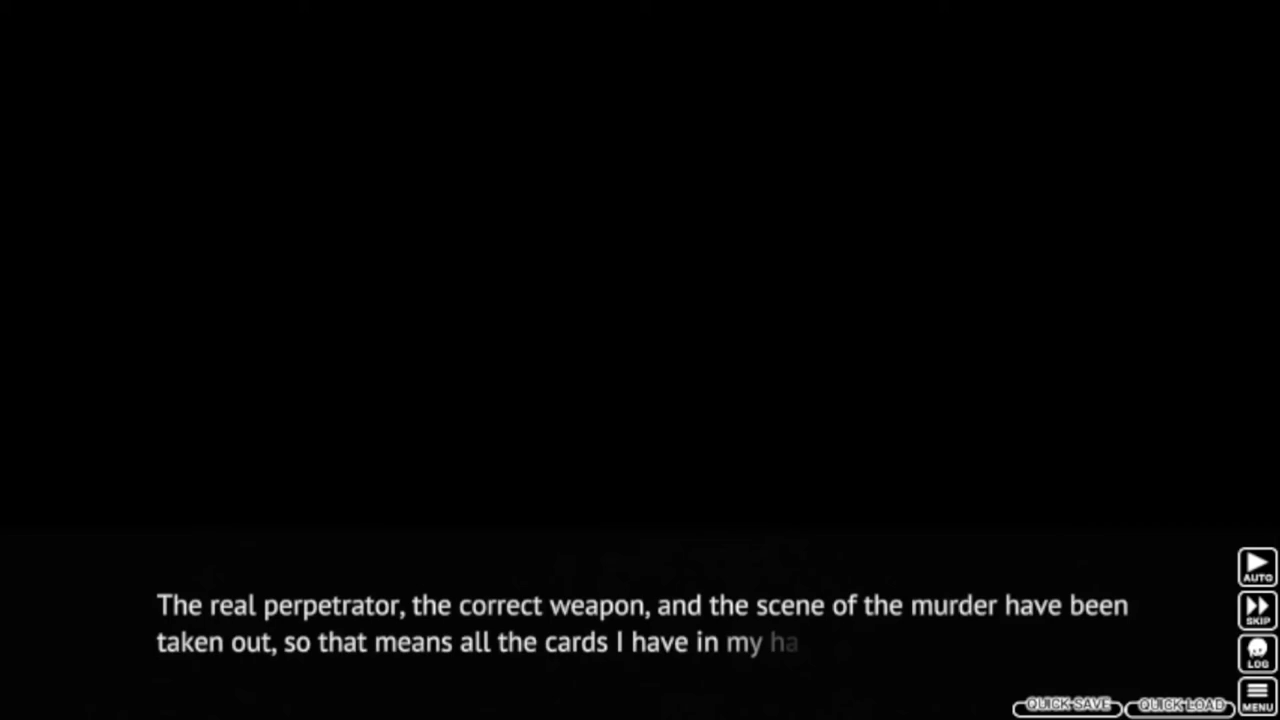 The real perpetrator, the correct weapon, and the scene of the murder have been
taken out, so that means all the cards I have in my ha
AUTO
SKIP
LOG
MENU
QUICK SAVE QUICK LOAD